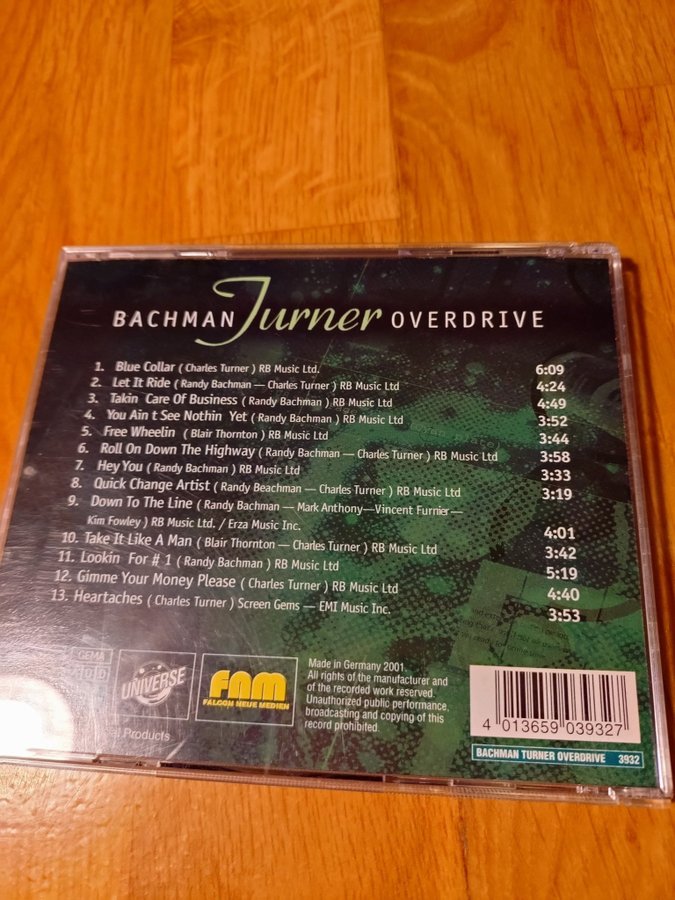 BACHMAN Turner OVERDRIVE
1. Blue Collar ( Charles Turner ) RB Music Ltd. 6:09
2. Let It Ride ( Randy Bachman — Charles Turner ) RB Music Ltd 4:24
3. Takin Care Of Business ( Randy Bachman ) RB Music Ltd 4:49
4. You Ain t See Nothin Yet ( Randy Bachman ) RB Music Ltd 3:52
5. Free Wheelin ( Blair Thornton ) RB Music Ltd 3:44
6. Roll On Down The Highway ( Randy Bachman — Charles Turner ) RB Music Ltd 3:58
7. Hey You ( Randy Bachman ) RB Music Ltd 3:33
8. Quick Change Artist ( Randy Beachman — Charles Turner ) RB Music Ltd 3:19
9. Down To The Line ( Randy Bachman — Mark Anthony—Vincent Furnier—
Kim Fowley ) RB Music Ltd. / Erza Music Inc. 4:01
10. Take It Like A Man ( Blair Thornton — Charles Turner ) RB Music Ltd 3:42
11. Lookin For # 1 ( Randy Bachman ) RB Music Ltd 5:19
12. Gimme Your Money Please ( Charles Turner ) RB Music Ltd 4:40
13. Heartaches ( Charles Turner ) Screen Gems — EMI Music Inc. 3:53
GEMA
UNIVERSE
Products
FAM
FALCON NEUE MEDIEN
Made in Germany 2001.
All rights of the manufacturer and
of the recorded work reserved.
Unauthorized public performance,
broadcasting and copying of this
record prohibited.
4 013659 039327
BACHMAN TURNER OVERDRIVE 3932